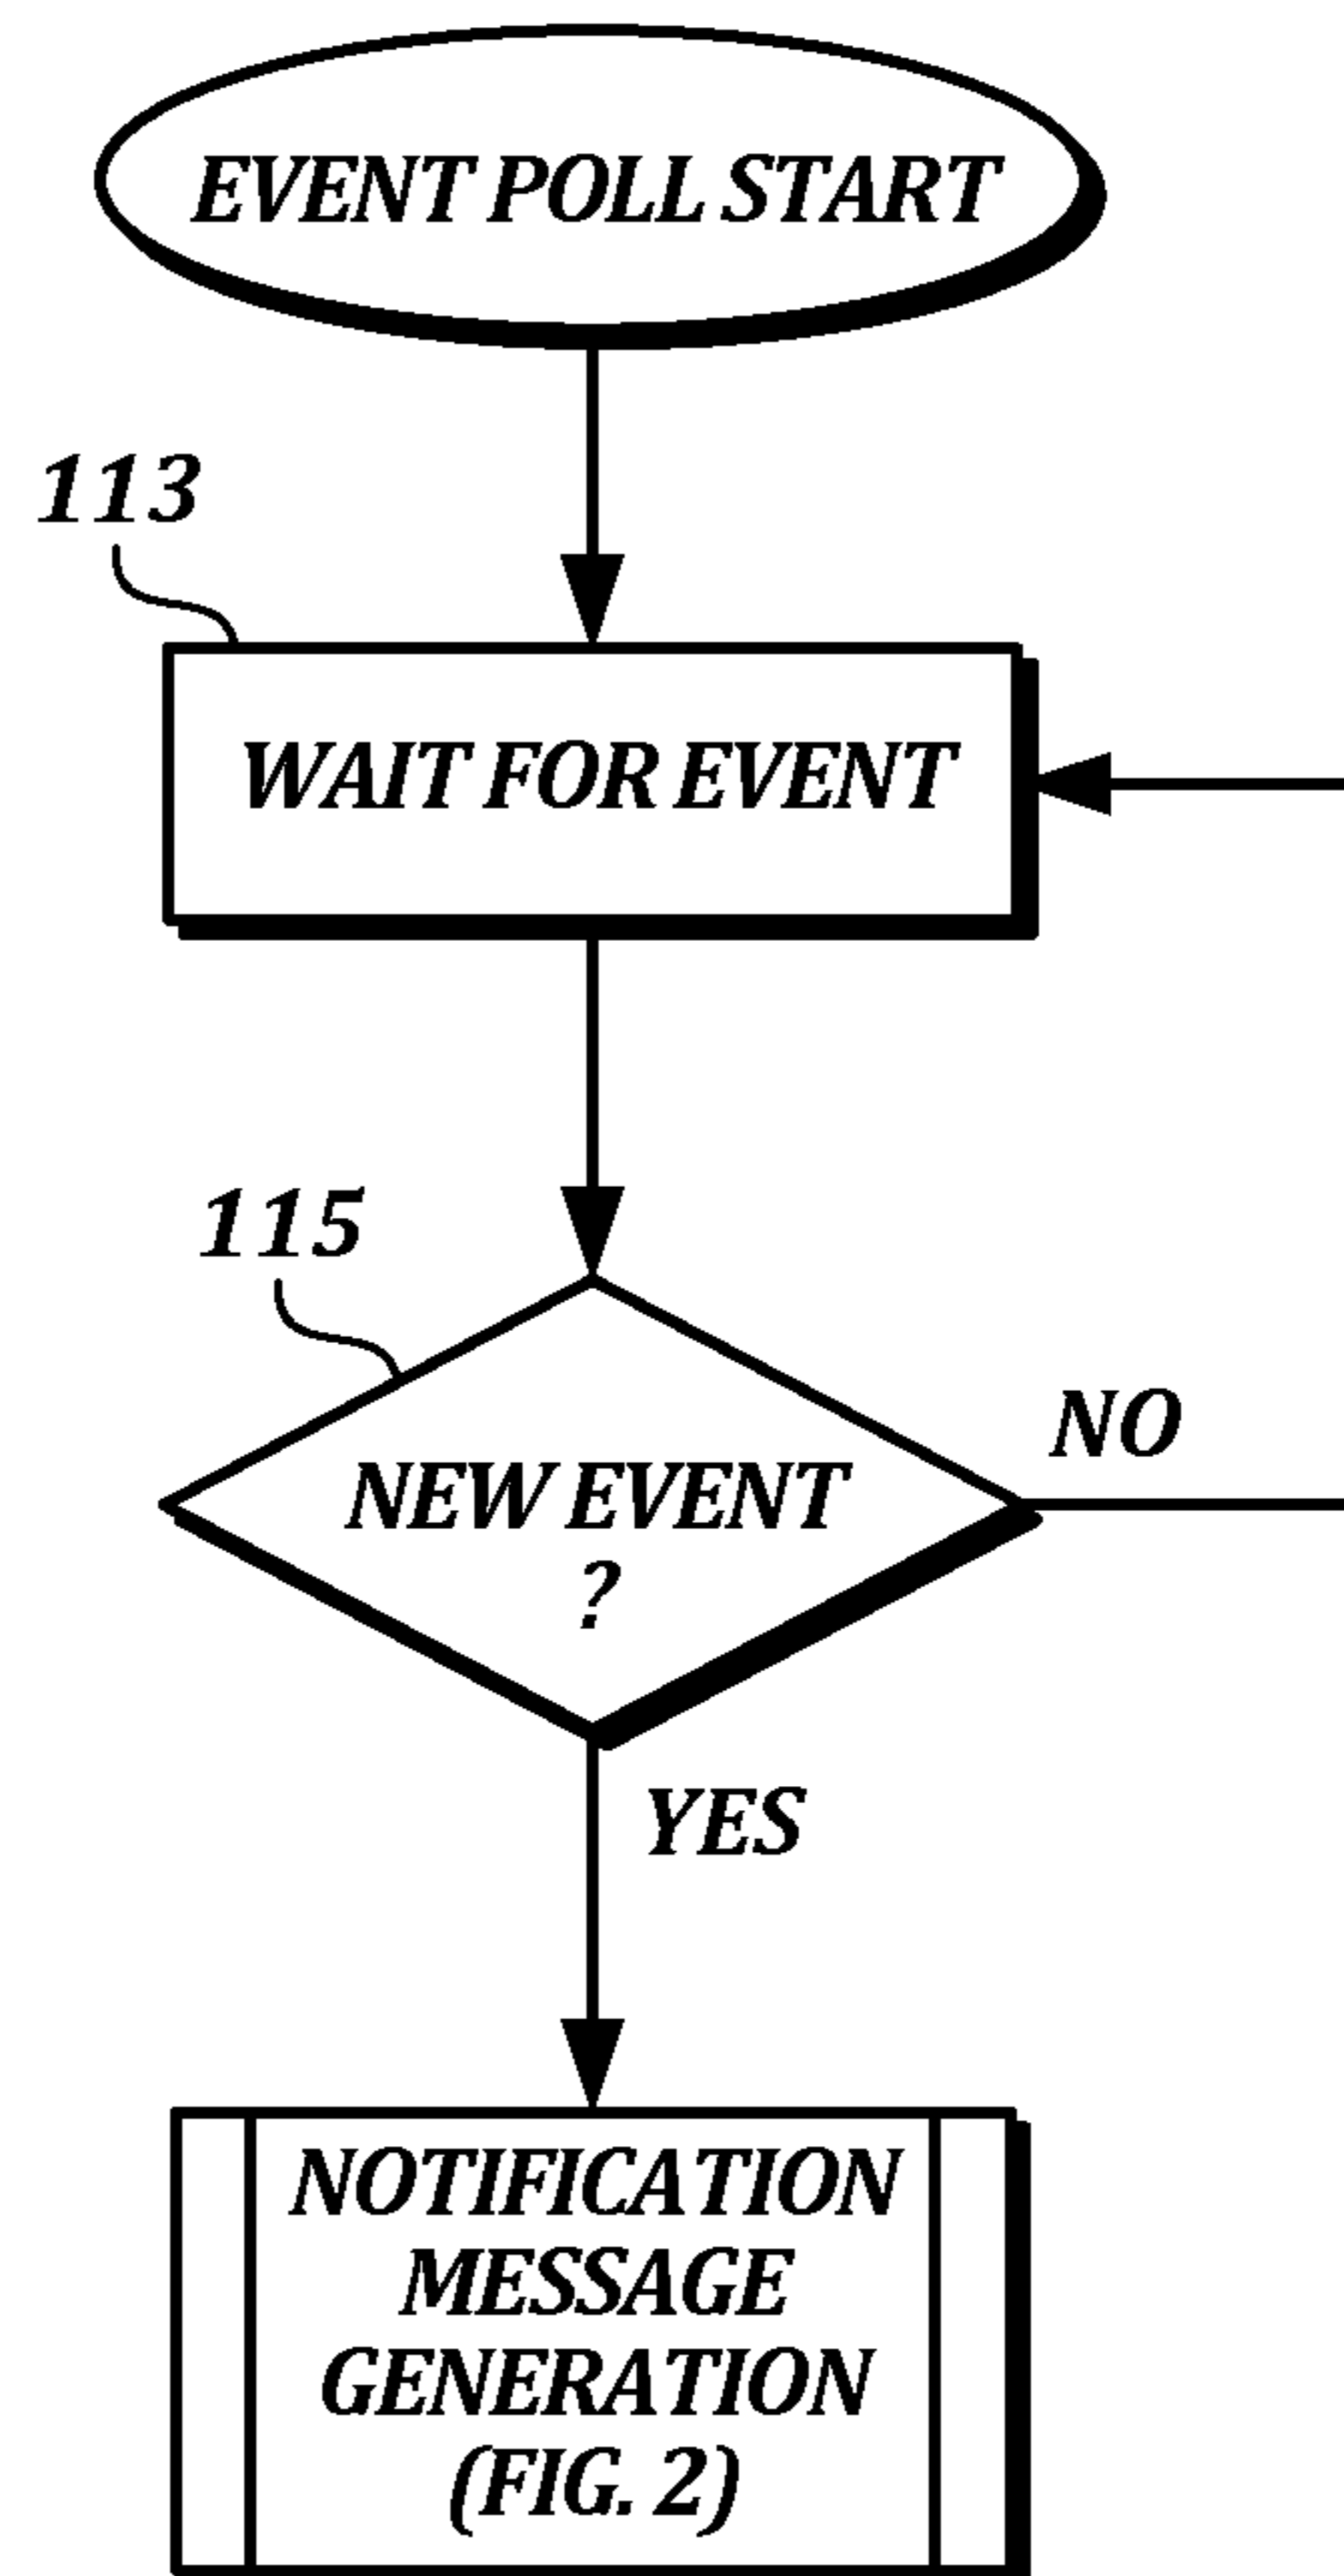 EVENT POLL START
113
WAIT FOR EVENT
115
NEW EVENT
?
NO
YES
NOTIFICATION
MESSAGE
GENERATION
(FIG. 2)